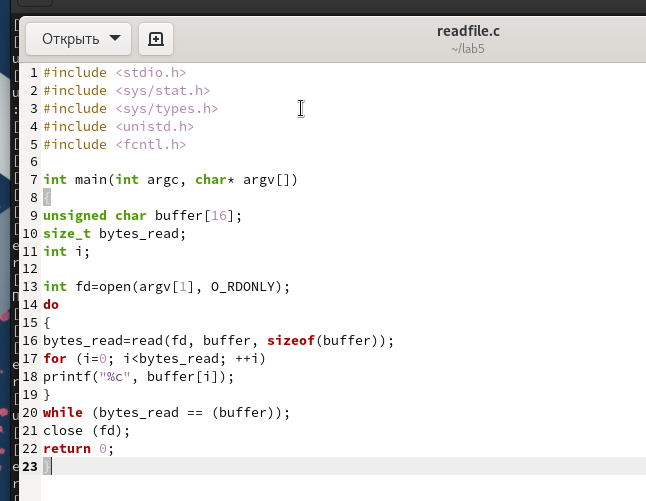 Открыть
readfile.c
~/lab5
1 #include <stdio.h>
2 #include <sys/stat.h>
3 #include <sys/types.h>
4 #include <unistd.h>
5 #include <fcntl.h>
6
7 int main(int argc, char* argv[])
8 {
9 unsigned char buffer[16];
10 size_t bytes_read;
11 int i;
12
13 int fd=open(argv[1], O_RDONLY);
14 do
15 {
16 bytes_read=read(fd, buffer, sizeof(buffer));
17 for (i=0; i<bytes_read; ++i)
18 printf("%c", buffer[i]);
19 }
20 while (bytes_read == (buffer));
21 close (fd);
22 return 0;
23 }